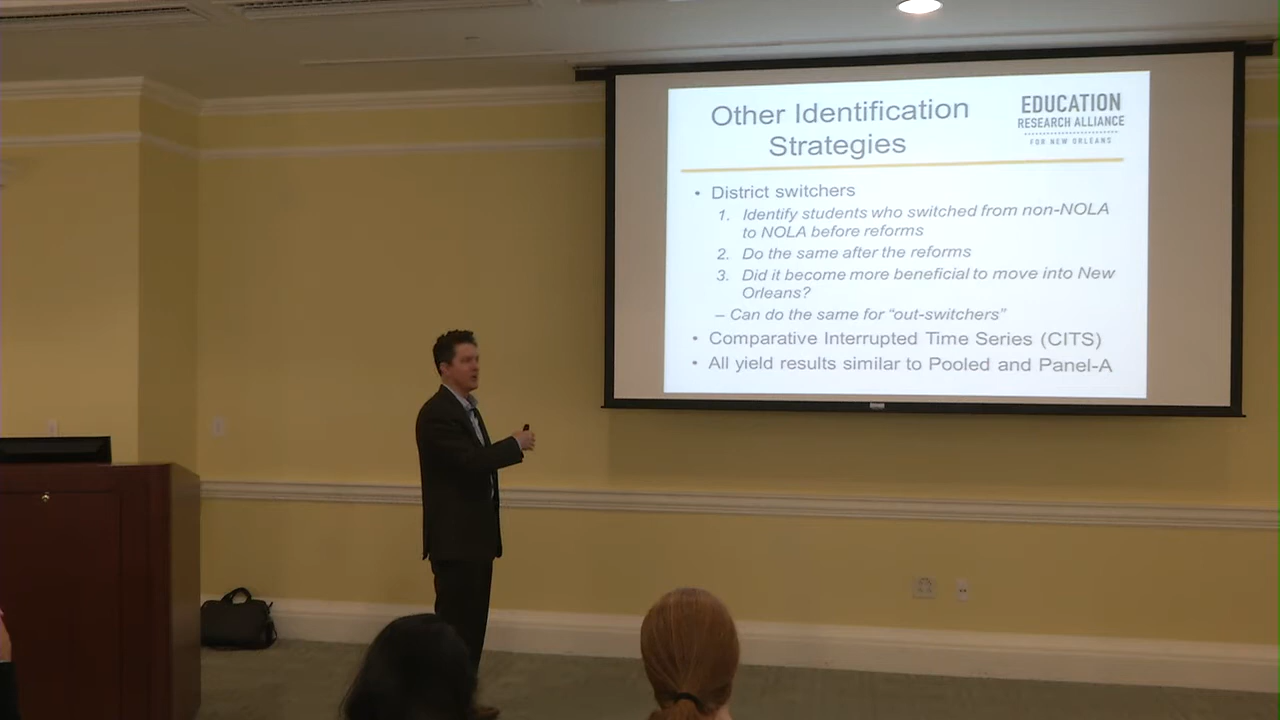 Other Identification
Strategies
EDUCATION
RESEARCH ALLIANCE
FOR NEW ORLEANS
• District switchers
1. Identify students who switched from non-NOLA
to NOLA before reforms
2. Do the same after the reforms
3. Did it become more beneficial to move into New
Orleans?
– Can do the same for “out-switchers”
• Comparative Interrupted Time Series (CITS)
• All yield results similar to Pooled and Panel-A